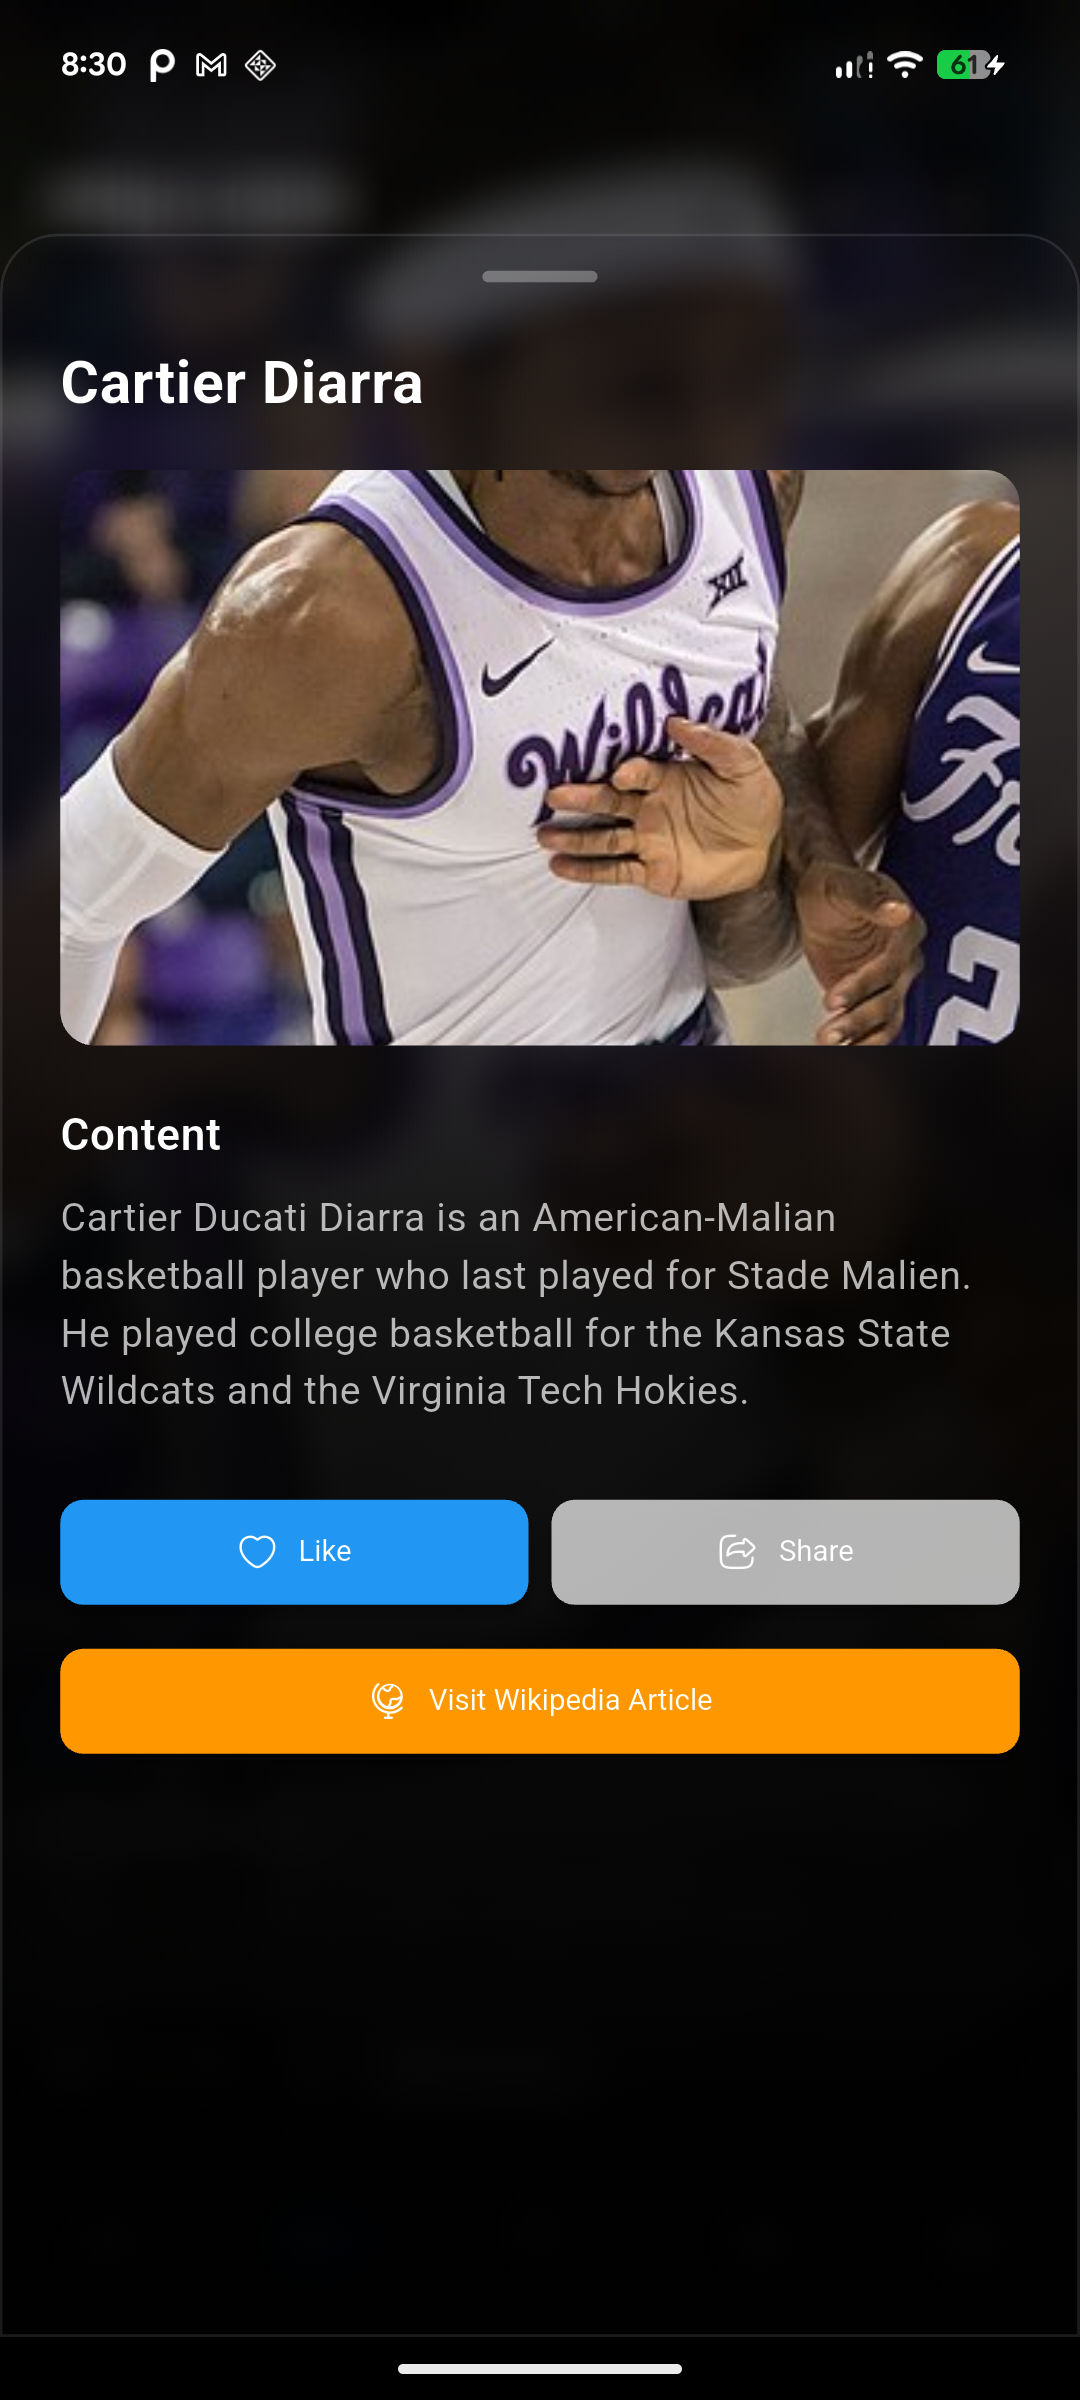 8:30
61
Cartier Diarra
XII
Wildcat
Content
Cartier Ducati Diarra is an American-Malian
basketball player who last played for Stade Malien.
He played college basketball for the Kansas State
Wildcats and the Virginia Tech Hokies.
Like
Share
Visit Wikipedia Article